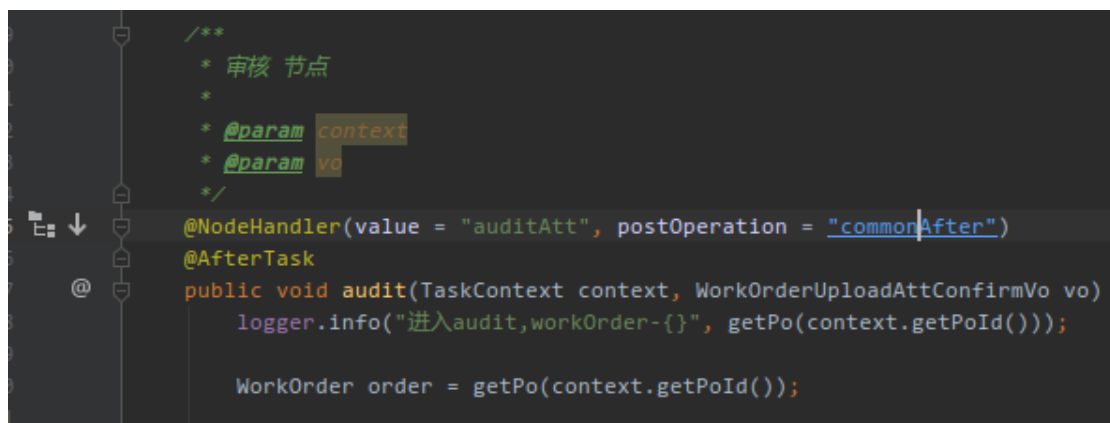 /**
* 审核 节点
*
* @param context
* @param vo
*/
@NodeHandler(value = "auditAtt", postOperation = "commonAfter")
@AfterTask
@
public void audit(TaskContext context, WorkOrderUploadAttConfirmVo vo)
logger.info("进入audit,workOrder-{}", getPo(context.getPoId()));
WorkOrder order = getPo(context.getPoId());